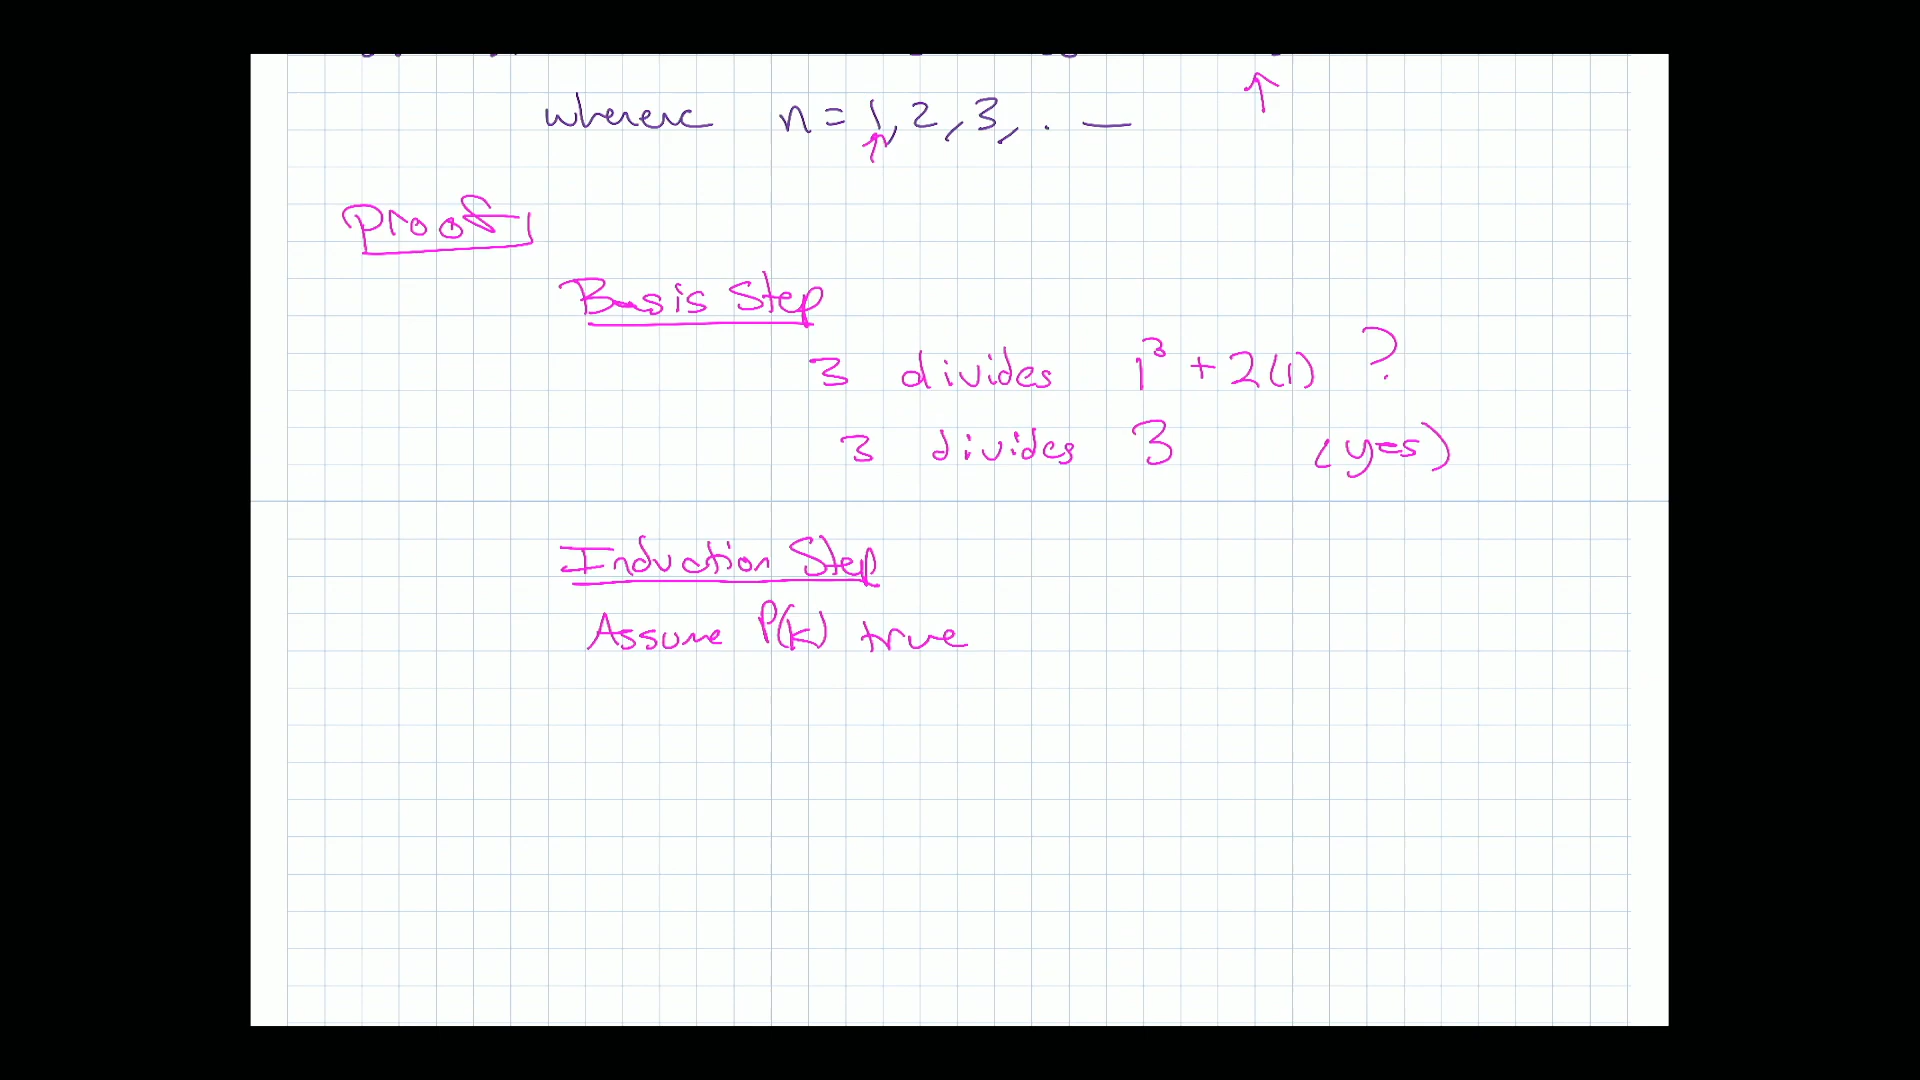 where n = 1, 2, 3, . —
Proof
Basis Step
3 divides 1³ + 2(1) ?
3 divides 3 (yes)
Induction Step
Assume P(k) true